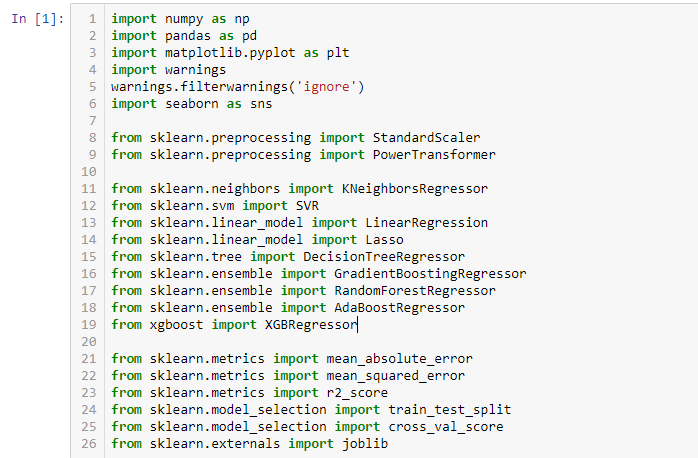 In [1]:
1 import numpy as np
2 import pandas as pd
3 import matplotlib.pyplot as plt
4 import warnings
5 warnings.filterwarnings('ignore')
6 import seaborn as sns
7
8 from sklearn.preprocessing import StandardScaler
9 from sklearn.preprocessing import PowerTransformer
10
11 from sklearn.neighbors import KNeighborsRegressor
12 from sklearn.svm import SVR
13 from sklearn.linear_model import LinearRegression
14 from sklearn.linear_model import Lasso
15 from sklearn.tree import DecisionTreeRegressor
16 from sklearn.ensemble import GradientBoostingRegressor
17 from sklearn.ensemble import RandomForestRegressor
18 from sklearn.ensemble import AdaBoostRegressor
19 from xgboost import XGBRegressor
20
21 from sklearn.metrics import mean_absolute_error
22 from sklearn.metrics import mean_squared_error
23 from sklearn.metrics import r2_score
24 from sklearn.model_selection import train_test_split
25 from sklearn.model_selection import cross_val_score
26 from sklearn.externals import joblib